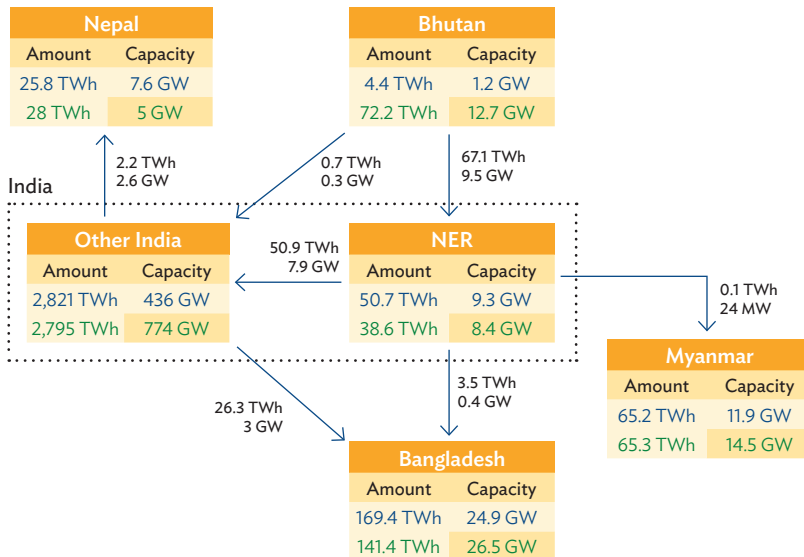 Nepal
Amount Capacity
25.8 TWh 7.6 GW
28 TWh 5 GW
Bhutan
Amount Capacity
4.4 TWh 1.2 GW
72.2 TWh 12.7 GW
2.2 TWh
2.6 GW
0.7 TWh
0.3 GW
67.1 TWh
9.5 GW
India
Other India
Amount Capacity
2,821 TWh 436 GW
2,795 TWh 774 GW
50.9 TWh
7.9 GW
NER
Amount Capacity
50.7 TWh 9.3 GW
38.6 TWh 8.4 GW
0.1 TWh
24 MW
Myanmar
Amount Capacity
65.2 TWh 11.9 GW
65.3 TWh 14.5 GW
26.3 TWh
3 GW
3.5 TWh
0.4 GW
Bangladesh
Amount Capacity
169.4 TWh 24.9 GW
141.4 TWh 26.5 GW